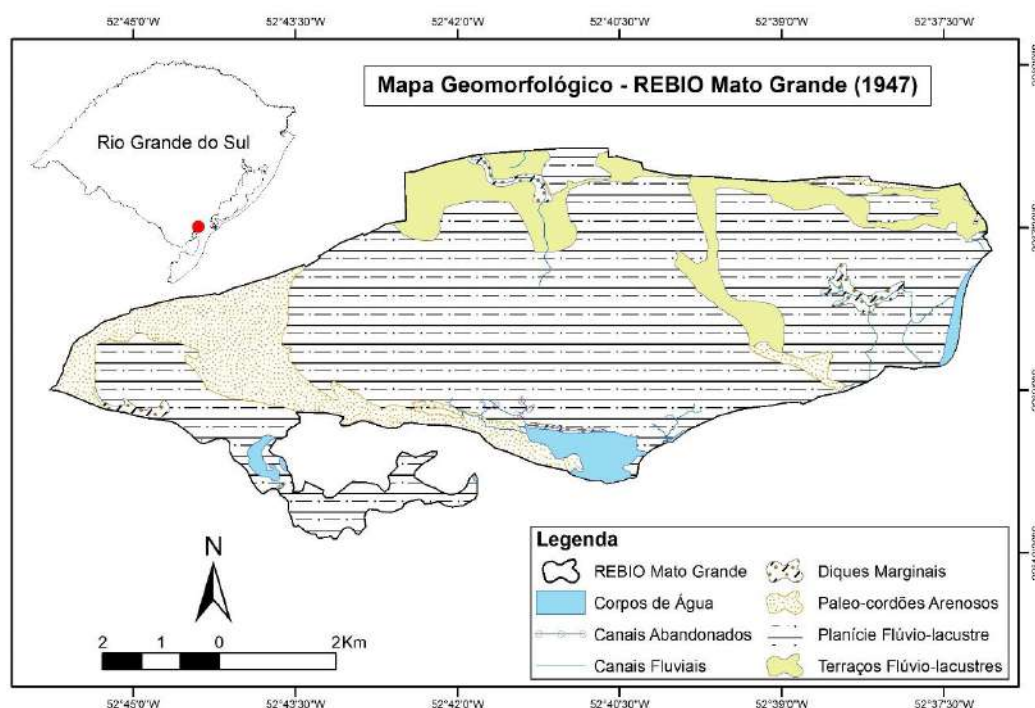 52°45'0"W 52°43'30"W 52°42'0"W 52°40'30"W 52°39'0"W 52°37'30"W
Mapa Geomorfológico - REBIO Mato Grande (1947)
Rio Grande do Sul
N
2 1 0 2Km
Legenda
REBIO Mato Grande
Corpos de Água
Canais Abandonados
Canais Fluviais
Diques Marginais
Paleo-cordões Arenosos
Planície Flúvio-lacustre
Terraços Flúvio-lacustres
52°45'0"W 52°43'30"W 52°42'0"W 52°40'30"W 52°39'0"W 52°37'30"W